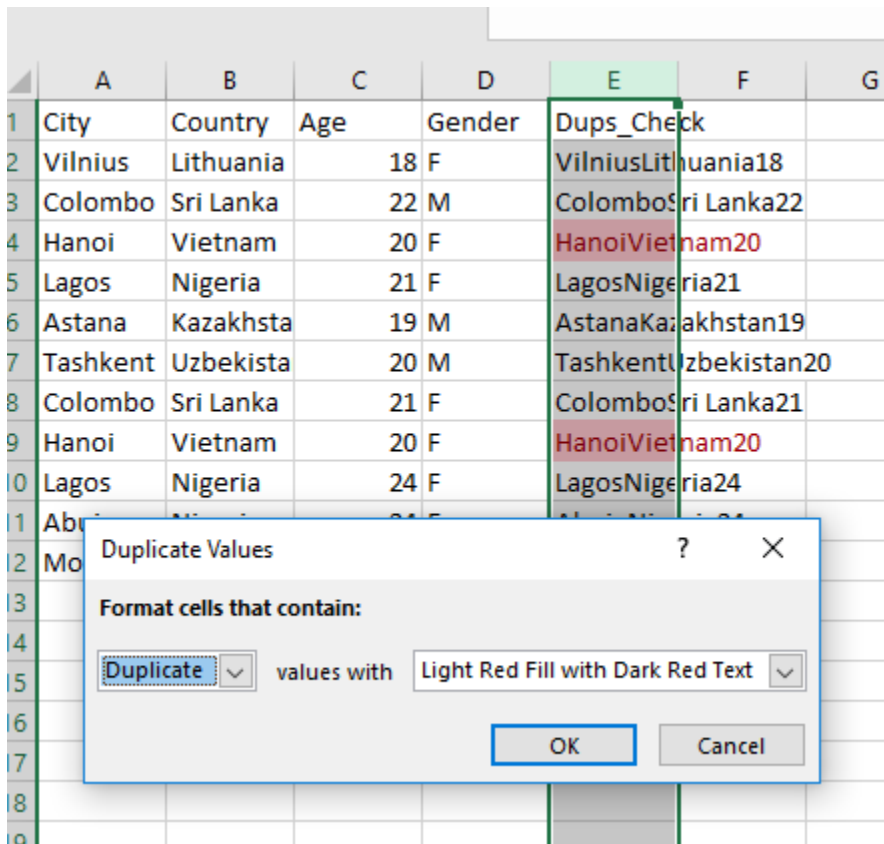 A B C D E F G
1 City Country Age Gender Dups_Check
2 Vilnius Lithuania 18 F VilniusLithuania18
3 Colombo Sri Lanka 22 M ColomboSri Lanka22
4 Hanoi Vietnam 20 F HanoiVietnam20
5 Lagos Nigeria 21 F LagosNigeria21
6 Astana Kazakhsta 19 M AstanaKazakhstan19
7 Tashkent Uzbekista 20 M TashkentUzbekistan20
8 Colombo Sri Lanka 21 F ColomboSri Lanka21
9 Hanoi Vietnam 20 F HanoiVietnam20
10 Lagos Nigeria 24 F LagosNigeria24
11
12 Mo
Duplicate Values ?
13
Format cells that contain:
14
15
Duplicate values with Light Red Fill with Dark Red Text
16
17
OK Cancel
18
19